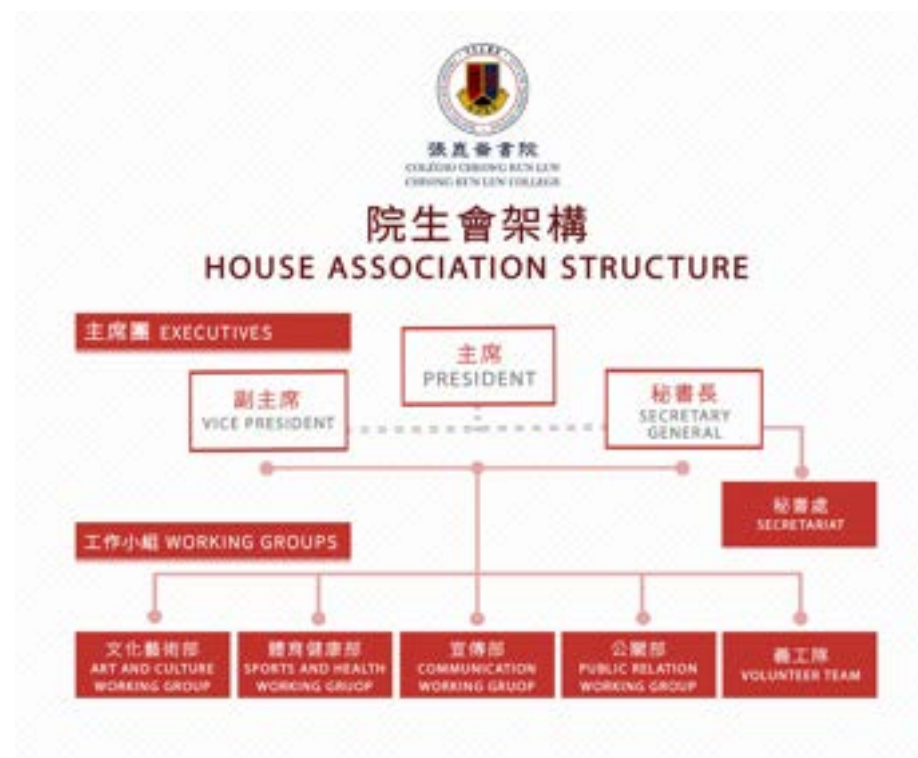 張崑崙書院
COLÉGIO CHEONG KUN LUN
CHEONG KUN LUN COLLEGE
院生會架構
HOUSE ASSOCIATION STRUCTURE
主席團 EXECUTIVES
主席
PRESIDENT
副主席
VICE PRESIDENT
秘書長
SECRETARY
GENERAL
秘書處
SECRETARIAT
工作小組 WORKING GROUPS
文化藝術部
ART AND CULTURE
WORKING GROUP
體育健康部
SPORTS AND HEALTH
WORKING GRUOP
宣傳部
COMMUNICATION
WORKING GRUOP
公關部
PUBLIC RELATION
WORKING GROUP
義工隊
VOLUNTEER TEAM